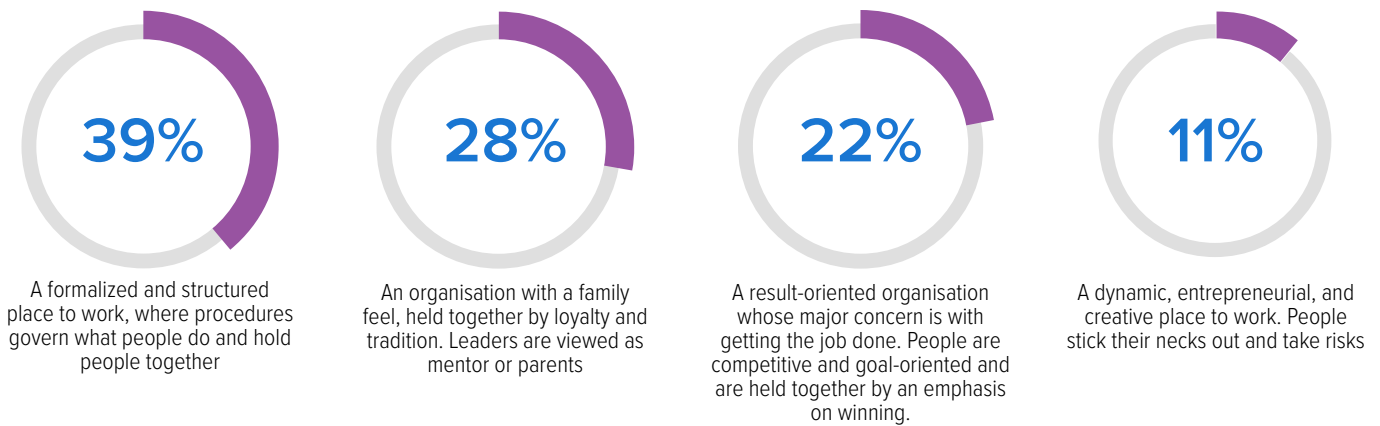 39%
A formalized and structured
place to work, where procedures
govern what people do and hold
people together
28%
An organisation with a family
feel, held together by loyalty and
tradition. Leaders are viewed as
mentor or parents
22%
A result-oriented organisation
whose major concern is with
getting the job done. People are
competitive and goal-oriented and
are held together by an emphasis
on winning.
11%
A dynamic, entrepreneurial, and
creative place to work. People
stick their necks out and take risks